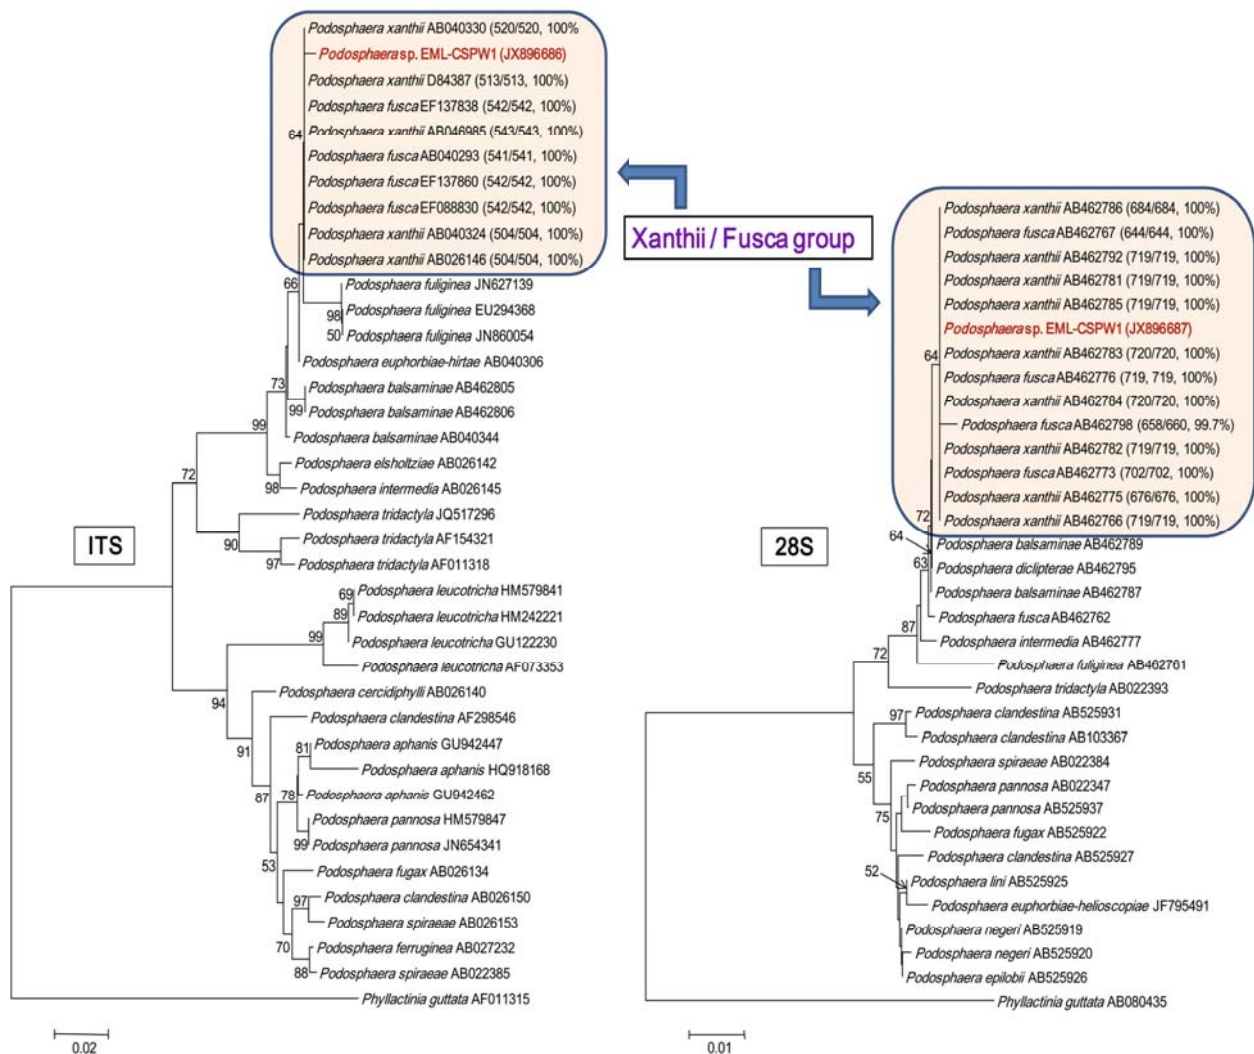 Podosphaera xanthii AB040330 (520/520, 100%
Podosphaera sp. EML-CSPW1 (JX896686)
Podosphaera xanthii D84387 (513/513, 100%)
Podosphaera fusca EF137838 (542/542, 100%)
64
Podosphaera xanthii AB046985 (543/543, 100%)
Podosphaera fusca AB040293 (541/541, 100%)
Podosphaera fusca EF137860 (542/542, 100%)
Podosphaera fusca EF088830 (542/542, 100%)
Podosphaera xanthii AB040324 (504/504, 100%)
Podosphaera xanthii AB026146 (504/504, 100%)
66
Podosphaera fuliginea JN627139
Podosphaera fuliginea EU294368
98
50
Podosphaera fuliginea JN860054
Podosphaera euphorbiae-hirtae AB040306
73
Podosphaera balsaminae AB462805
99
Podosphaera balsaminae AB462806
99
Podosphaera balsaminae AB040344
Podosphaera elsholtziae AB026142
72
98
Podosphaera intermedia AB026145
Podosphaera tridactyla JQ517296
90
Podosphaera tridactyla AF154321
97
Podosphaera tridactyla AF011318
ITS
69
Podosphaera leucotricha HM579841
89
Podosphaera leucotricha HM242221
99
Podosphaera leucotricha GU122230
Podosphaera leucotricha AF073353
94
Podosphaera cercidiphylli AB026140
Podosphaera clandestina AF298546
91
81
Podosphaera aphanis GU942447
Podosphaera aphanis HQ918168
87
78
Podosphaera aphanis GU942462
Podosphaera pannosa HM579847
99
Podosphaera pannosa JN654341
53
Podosphaera fugax AB026134
97
Podosphaera clandestina AB026150
Podosphaera spiraeae AB026153
70
Podosphaera ferruginea AB027232
88
Podosphaera spiraeae AB022385
Phyllactinia guttata AF011315
0.02
Xanthii / Fusca group
Podosphaera xanthii AB462786 (684/684, 100%)
Podosphaera fusca AB462767 (644/644, 100%)
Podosphaera xanthii AB462792 (719/719, 100%)
Podosphaera xanthii AB462781 (719/719, 100%)
Podosphaera xanthii AB462785 (719/719, 100%)
Podosphaera sp. EML-CSPW1 (JX896687)
64
Podosphaera xanthii AB462783 (720/720, 100%)
Podosphaera fusca AB462776 (719, 719, 100%)
Podosphaera xanthii AB462784 (720/720, 100%)
Podosphaera fusca AB462798 (658/660, 99.7%)
Podosphaera xanthii AB462782 (719/719, 100%)
Podosphaera fusca AB462773 (702/702, 100%)
Podosphaera xanthii AB462775 (676/676, 100%)
72
Podosphaera xanthii AB462766 (719/719, 100%)
64
Podosphaera balsaminae AB462789
63
Podosphaera diclipterae AB462795
Podosphaera balsaminae AB462787
Podosphaera fusca AB462762
87
Podosphaera intermedia AB462777
72
Podosphaera fuliginea AB462761
Podosphaera tridactyla AB022393
28S
97
Podosphaera clandestina AB525931
Podosphaera clandestina AB103367
55
Podosphaera spiraeae AB022384
Podosphaera pannosa AB022347
75
Podosphaera pannosa AB525937
Podosphaera fugax AB525922
Podosphaera clandestina AB525927
52
Podosphaera lini AB525925
Podosphaera euphorbiae-helioscopiae JF795491
Podosphaera negeri AB525919
Podosphaera negeri AB525920
Podosphaera epilobii AB525926
Phyllactinia guttata AB080435
0.01